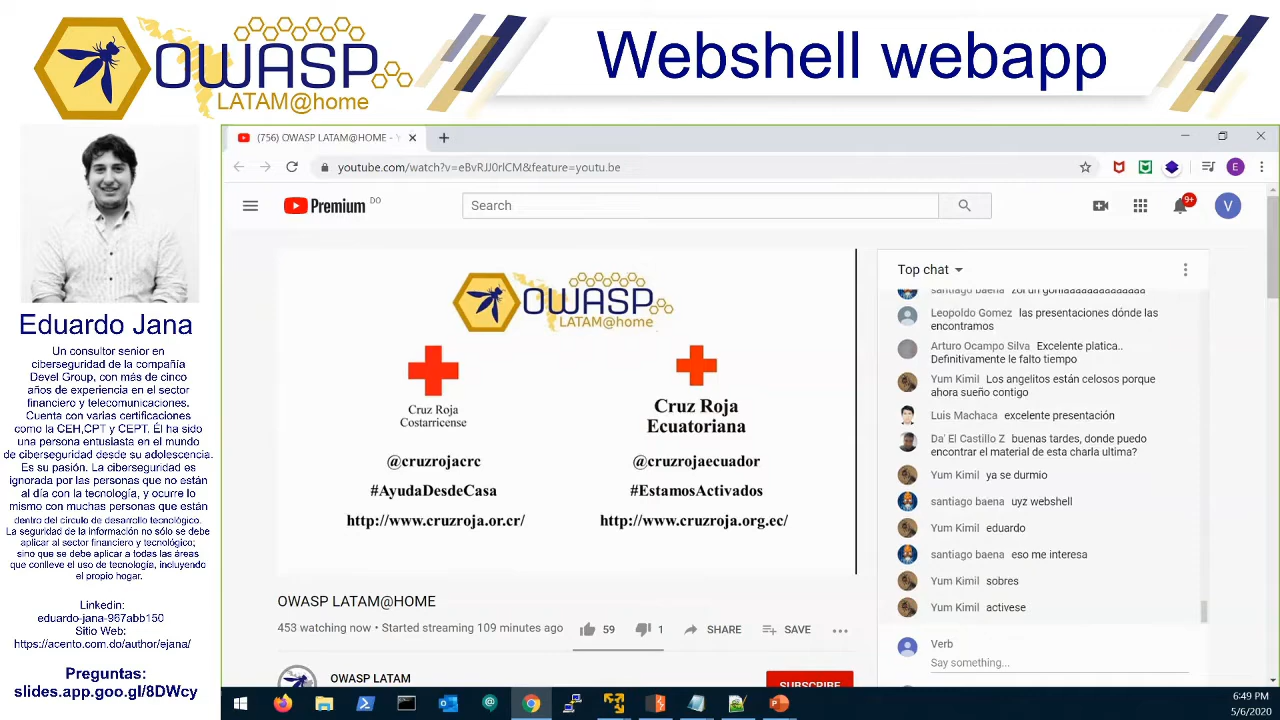 OWASP
LATAM@home
Webshell webapp
Eduardo Jana
Un consultor senior en
ciberseguridad de la compañía
Devel Group, con más de cinco
años de experiencia en el sector
financiero y telecomunicaciones.
Cuenta con varias certificaciones
como la CEH,CPT y CEPT. Él ha sido
una persona entusiasta en el mundo
de ciberseguridad desde su adolescencia.
Es su pasión. La ciberseguridad es
ignorada por las personas que no están
al día con la tecnología, y ocurre lo
mismo con muchas personas que están
dentro del circulo de desarrollo tecnológico.
La seguridad de la información no sólo se debe
aplicar al sector financiero y tecnológico;
sino que se debe aplicar a todas las áreas
que conlleve el uso de tecnología, incluyendo
el propio hogar.
Linkedin:
eduardo-jana-967abb150
Sitio Web:
https://acento.com.do/author/ejana/
Preguntas:
slides.app.goo.gl/8DWcy
(756) OWASP LATAM@HOME -
youtube.com/watch?v=eBvRJJ0rlCM&feature=youtu.be
E
Premium DO
Search
9+
V
OWASP
LATAM@home
Cruz Roja
Costarricense
@cruzrojacrc
#AyudaDesdeCasa
http://www.cruzroja.or.cr/
Cruz Roja
Ecuatoriana
@cruzrojaecuador
#EstamosActivados
http://www.cruzroja.org.ec/
OWASP LATAM@HOME
453 watching now • Started streaming 109 minutes ago
59
1
SHARE
SAVE
OWASP LATAM
SUBSCRIBE
Top chat
santiago baena
Leopoldo Gomez las presentaciones dónde las
encontramos
Arturo Ocampo Silva Excelente platica..
Definitivamente le falto tiempo
Yum Kimil Los angelitos están celosos porque
ahora sueño contigo
Luis Machaca excelente presentación
Da' El Castillo Z buenas tardes, donde puedo
encontrar el material de esta charla ultima?
Yum Kimil ya se durmio
santiago baena uyz webshell
Yum Kimil eduardo
santiago baena eso me interesa
Yum Kimil sobres
Yum Kimil activese
Verb
Say something...
6:49 PM
5/6/2020